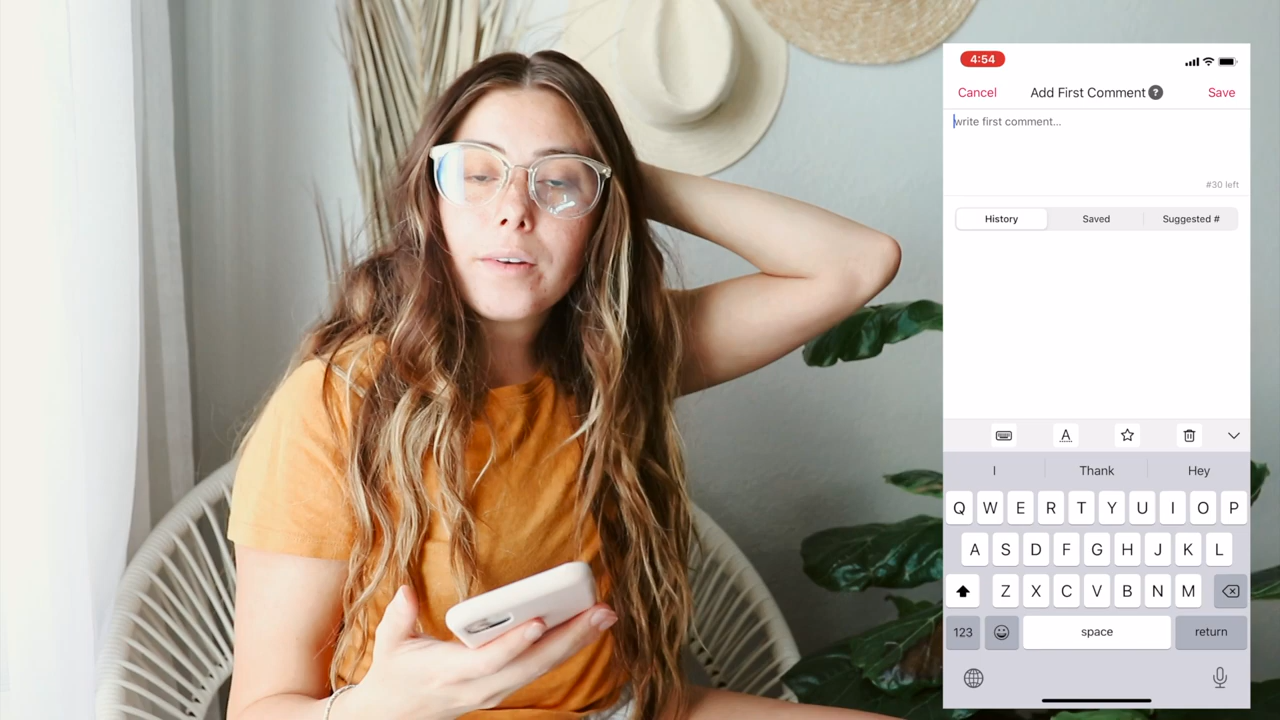 4:54
Cancel Add First Comment ? Save
write first comment...
#30 left
History Saved Suggested #
A
I Thank Hey
Q W E R T Y U I O P
A S D F G H J K L
Z X C V B N M
123 space return